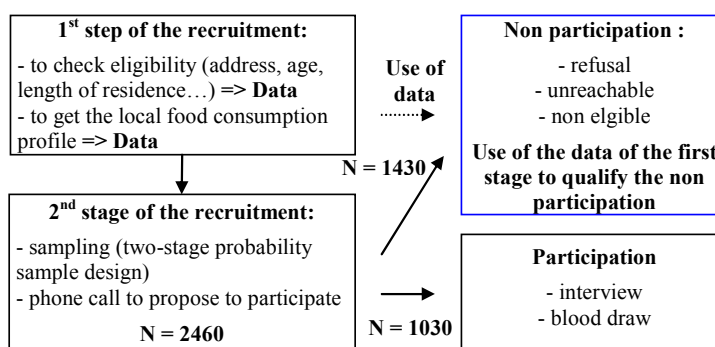 1st step of the recruitment:
- to check eligibility (address, age,
length of residence…) => Data
- to get the local food consumption
profile => Data
Use of
data
Non participation :
- refusal
- unreachable
- non elgible
Use of the data of the first
stage to qualify the non
participation
N = 1430
2nd stage of the recruitment:
- sampling (two-stage probability
sample design)
- phone call to propose to participate
N = 2460
N = 1030
Participation
- interview
- blood draw